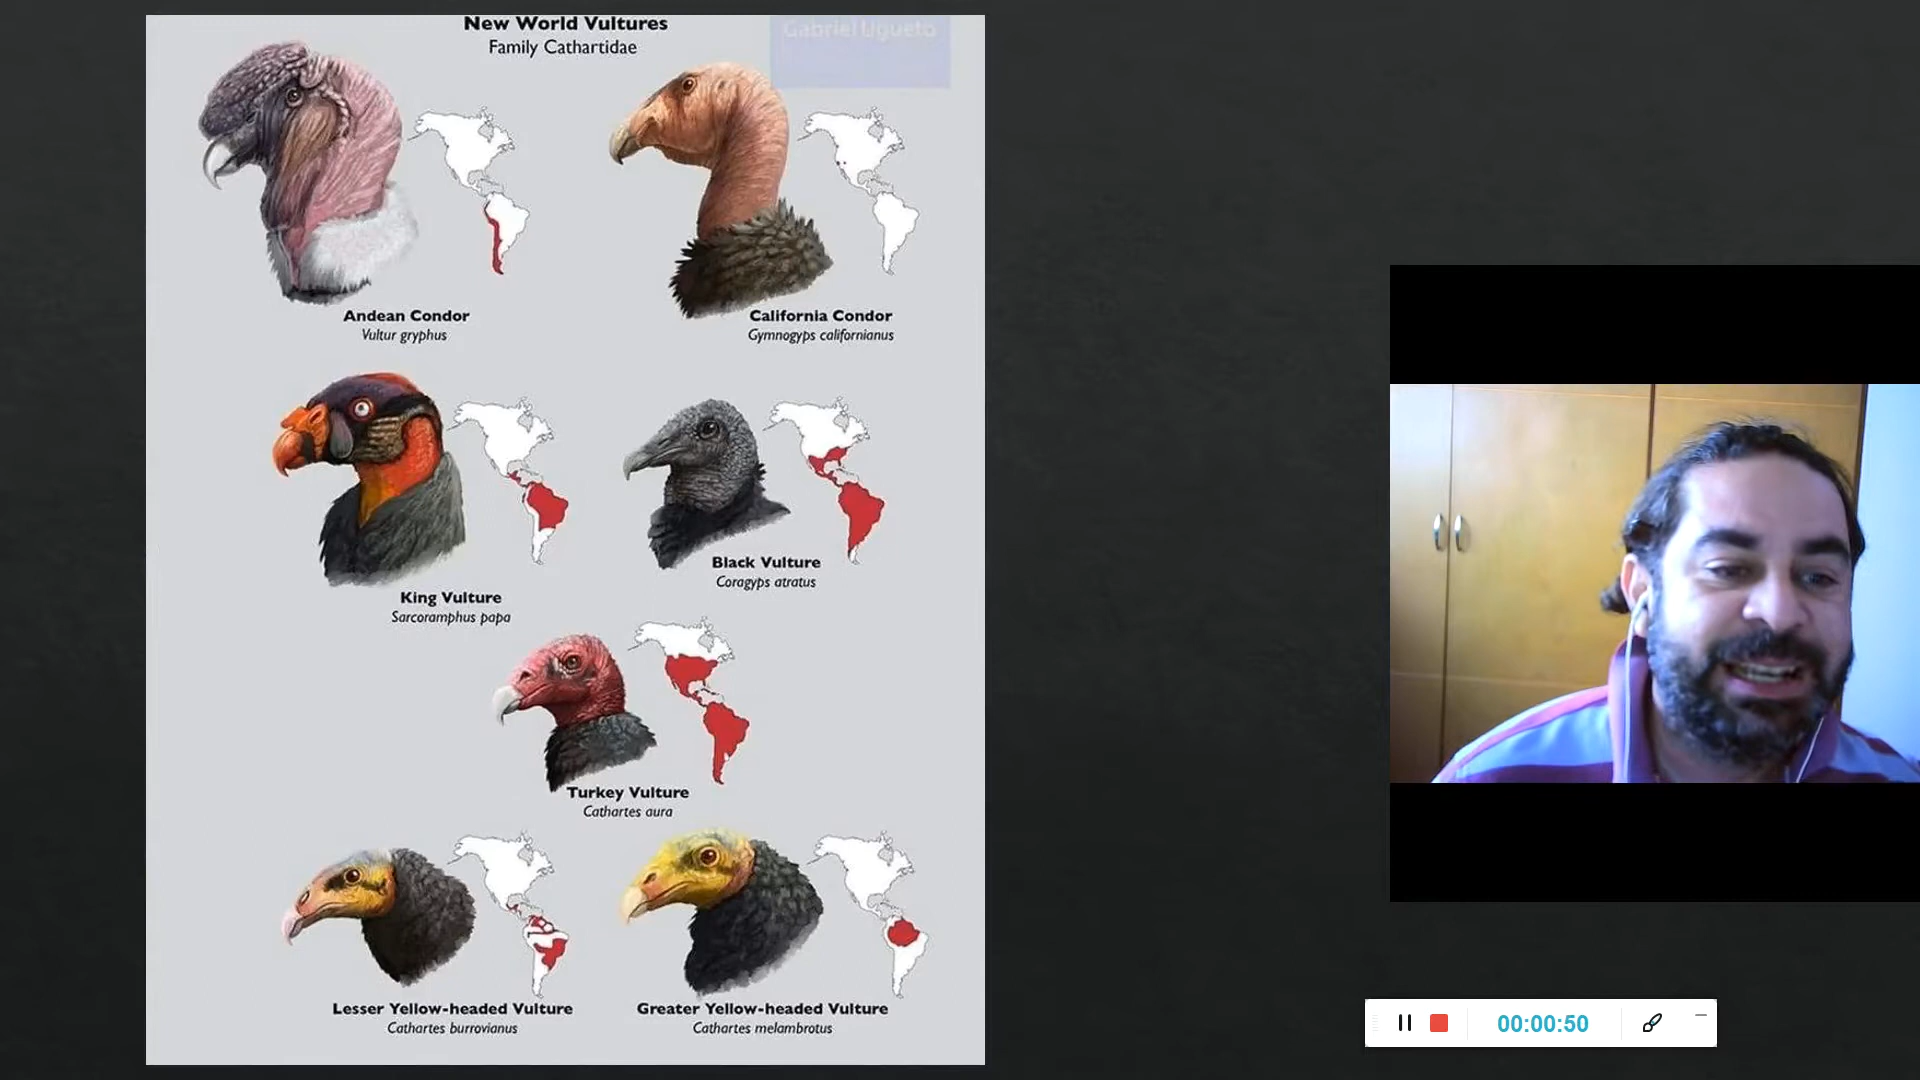 New World Vultures
Family Cathartidae
Gabriel Ugueto
Andean Condor
Vultur gryphus
California Condor
Gymnogyps californianus
King Vulture
Sarcoramphus papa
Black Vulture
Coragyps atratus
Turkey Vulture
Cathartes aura
Lesser Yellow-headed Vulture
Cathartes burrovianus
Greater Yellow-headed Vulture
Cathartes melambrotus
00:00:50